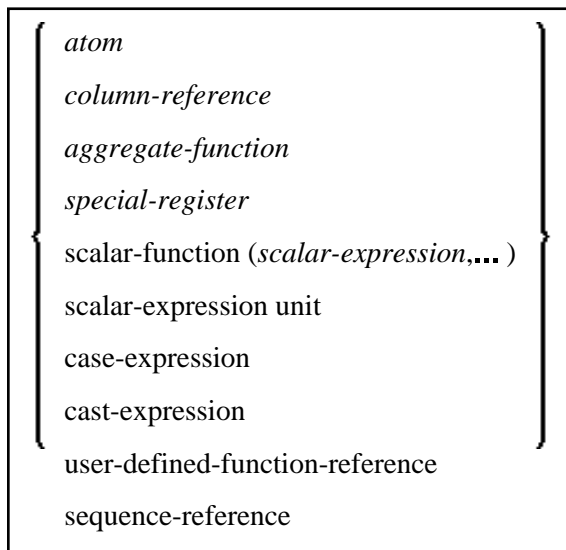 atom
column-reference
aggregate-function
special-register
scalar-function (scalar-expression,... )
scalar-expression unit
case-expression
cast-expression
user-defined-function-reference
sequence-reference